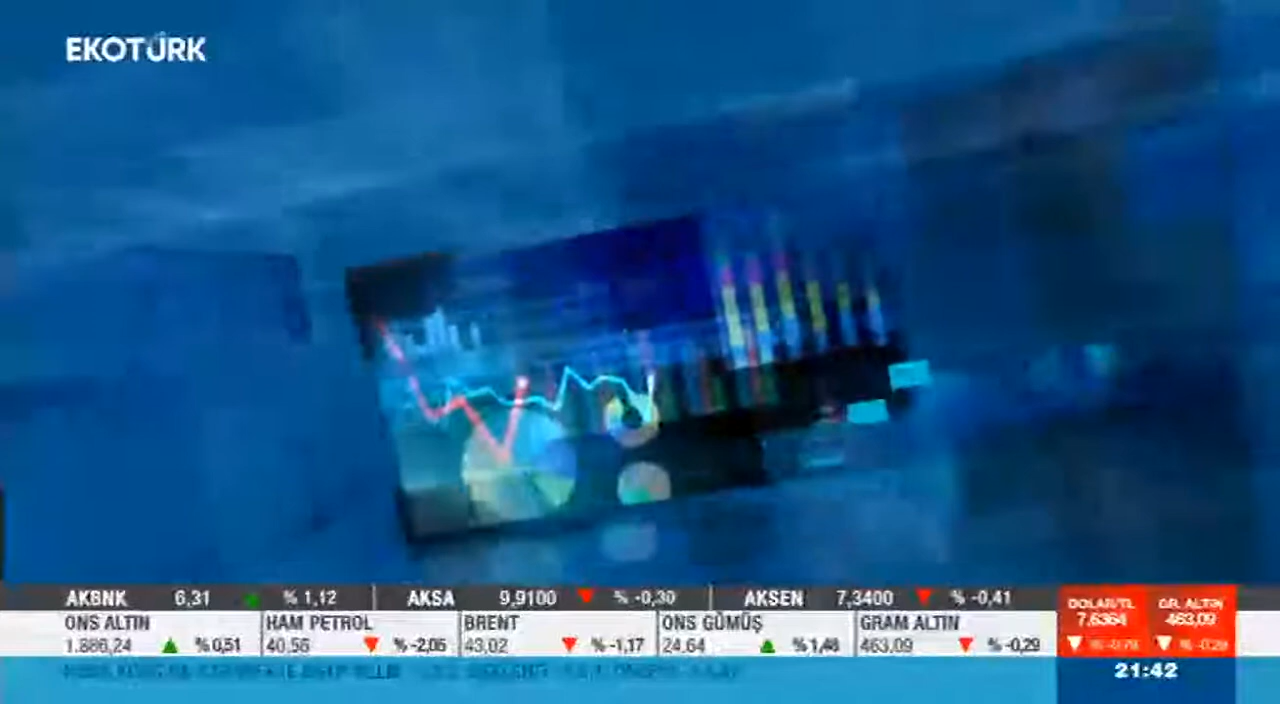 EKOTÜRK
AKBNK 6,31 % 1,12 AKSA 9,9100 % -0,30 AKSEN 7,3400 % -0,41
ONS ALTIN HAM PETROL BRENT ONS GÜMÜŞ GRAM ALTIN
1.886,24 % 0,51 40,56 % -2,06 43,02 % -1,17 24,64 % 1,48 463,09 % -0,29
DOLAR/TL GR. ALTIN
7.6364 463,09
21:42